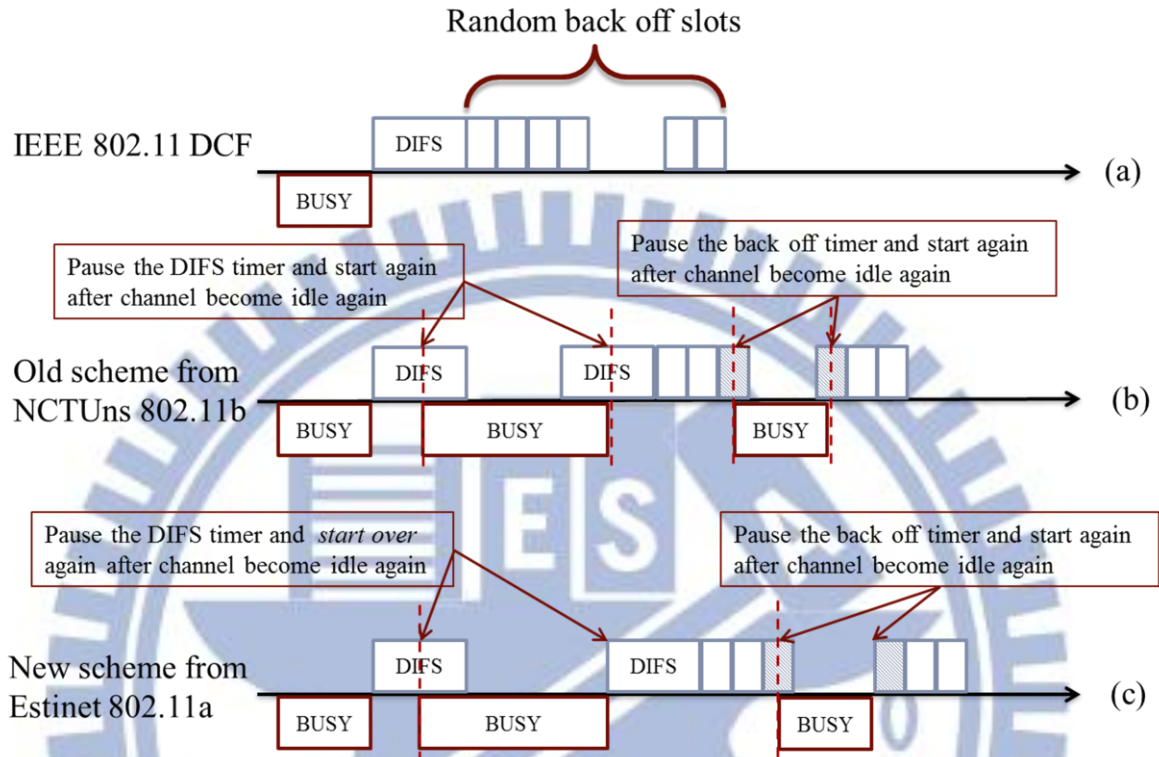 Random back off slots
IEEE 802.11 DCF
DIFS
(a)
BUSY
Pause the DIFS timer and start again
after channel become idle again
Pause the back off timer and start again
after channel become idle again
Old scheme from
NCTUns 802.11b
DIFS
DIFS
(b)
BUSY
BUSY
BUSY
ES
A
Pause the DIFS timer and start over
again after channel become idle again
Pause the back off timer and start again
after channel become idle again
New scheme from
Estinet 802.11a
DIFS
DIFS
(c)
BUSY
BUSY
BUSY